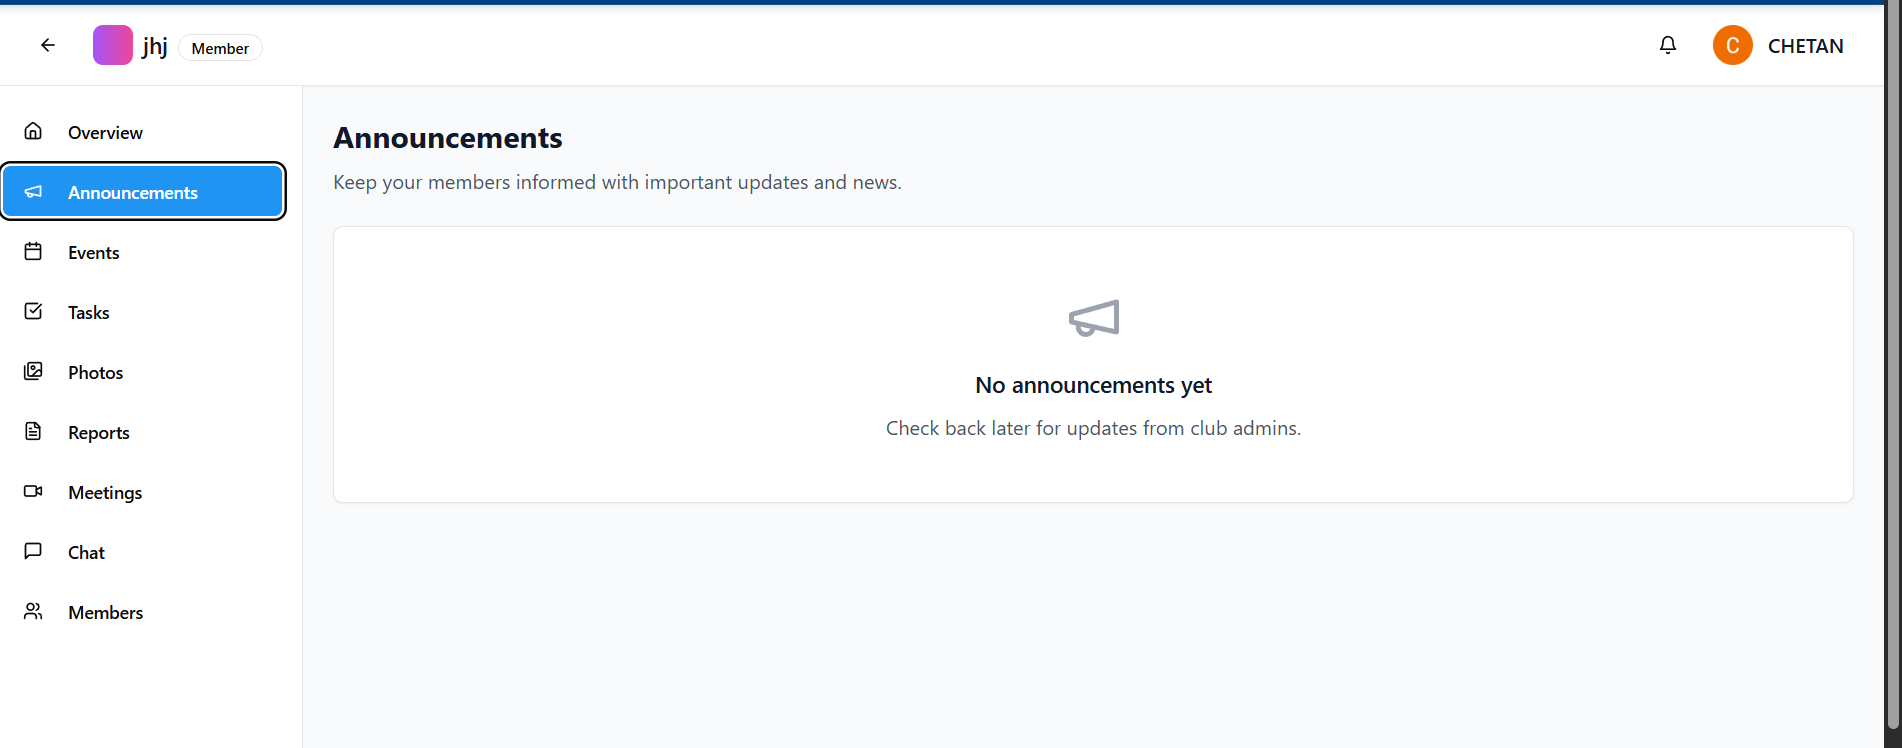 jhj Member
C CHETAN
Overview
Announcements
Events
Tasks
Photos
Reports
Meetings
Chat
Members
Announcements
Keep your members informed with important updates and news.
No announcements yet
Check back later for updates from club admins.